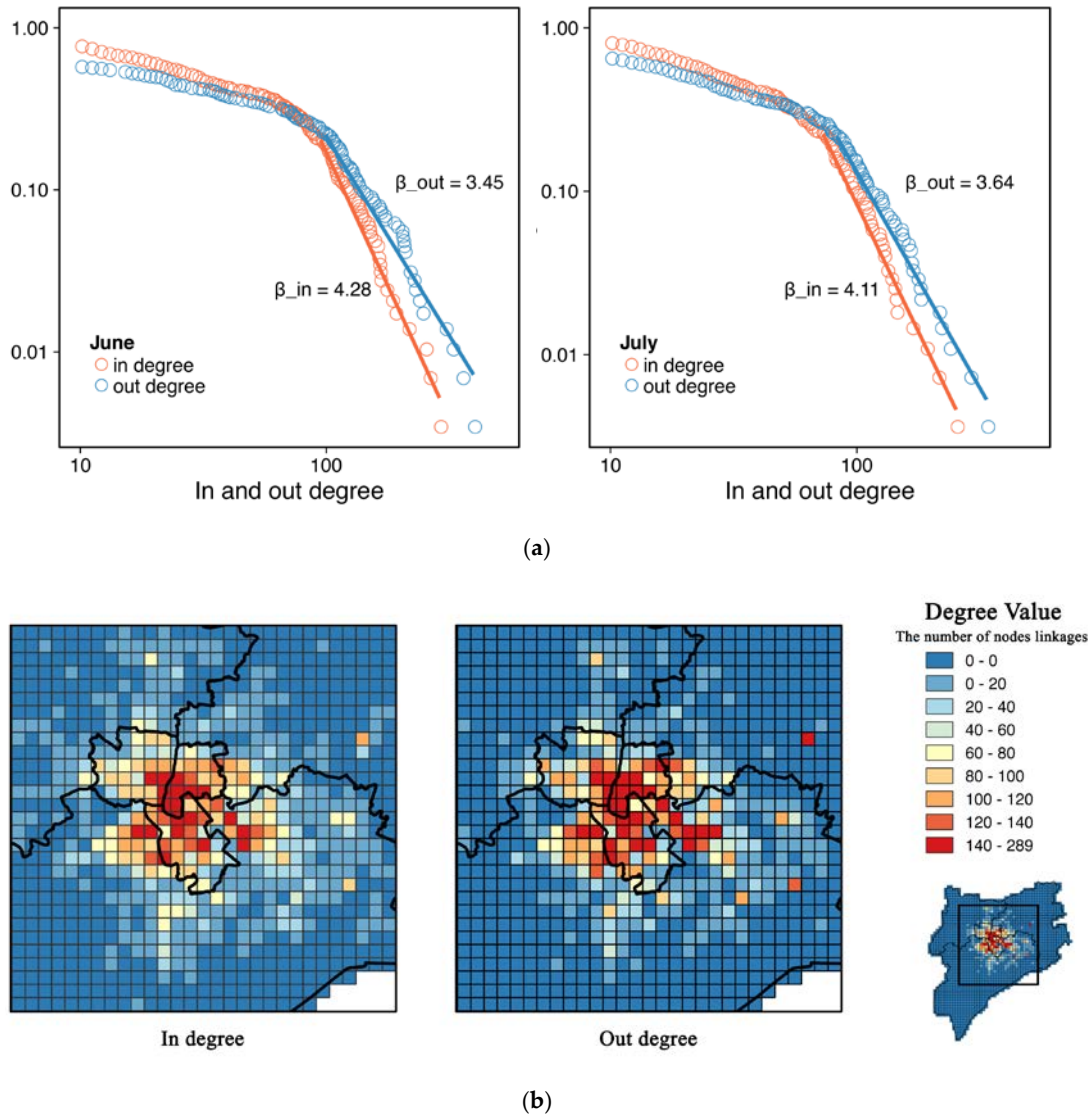 1.00
0.10
0.01
β_out = 3.45
β_in = 4.28
June
in degree
out degree
10
100
In and out degree
1.00
0.10
0.01
β_out = 3.64
β_in = 4.11
July
in degree
out degree
10
100
In and out degree
(a)
Degree Value
The number of nodes linkages
0 - 0
0 - 20
20 - 40
40 - 60
60 - 80
80 - 100
100 - 120
120 - 140
140 - 289
In degree
Out degree
(b)